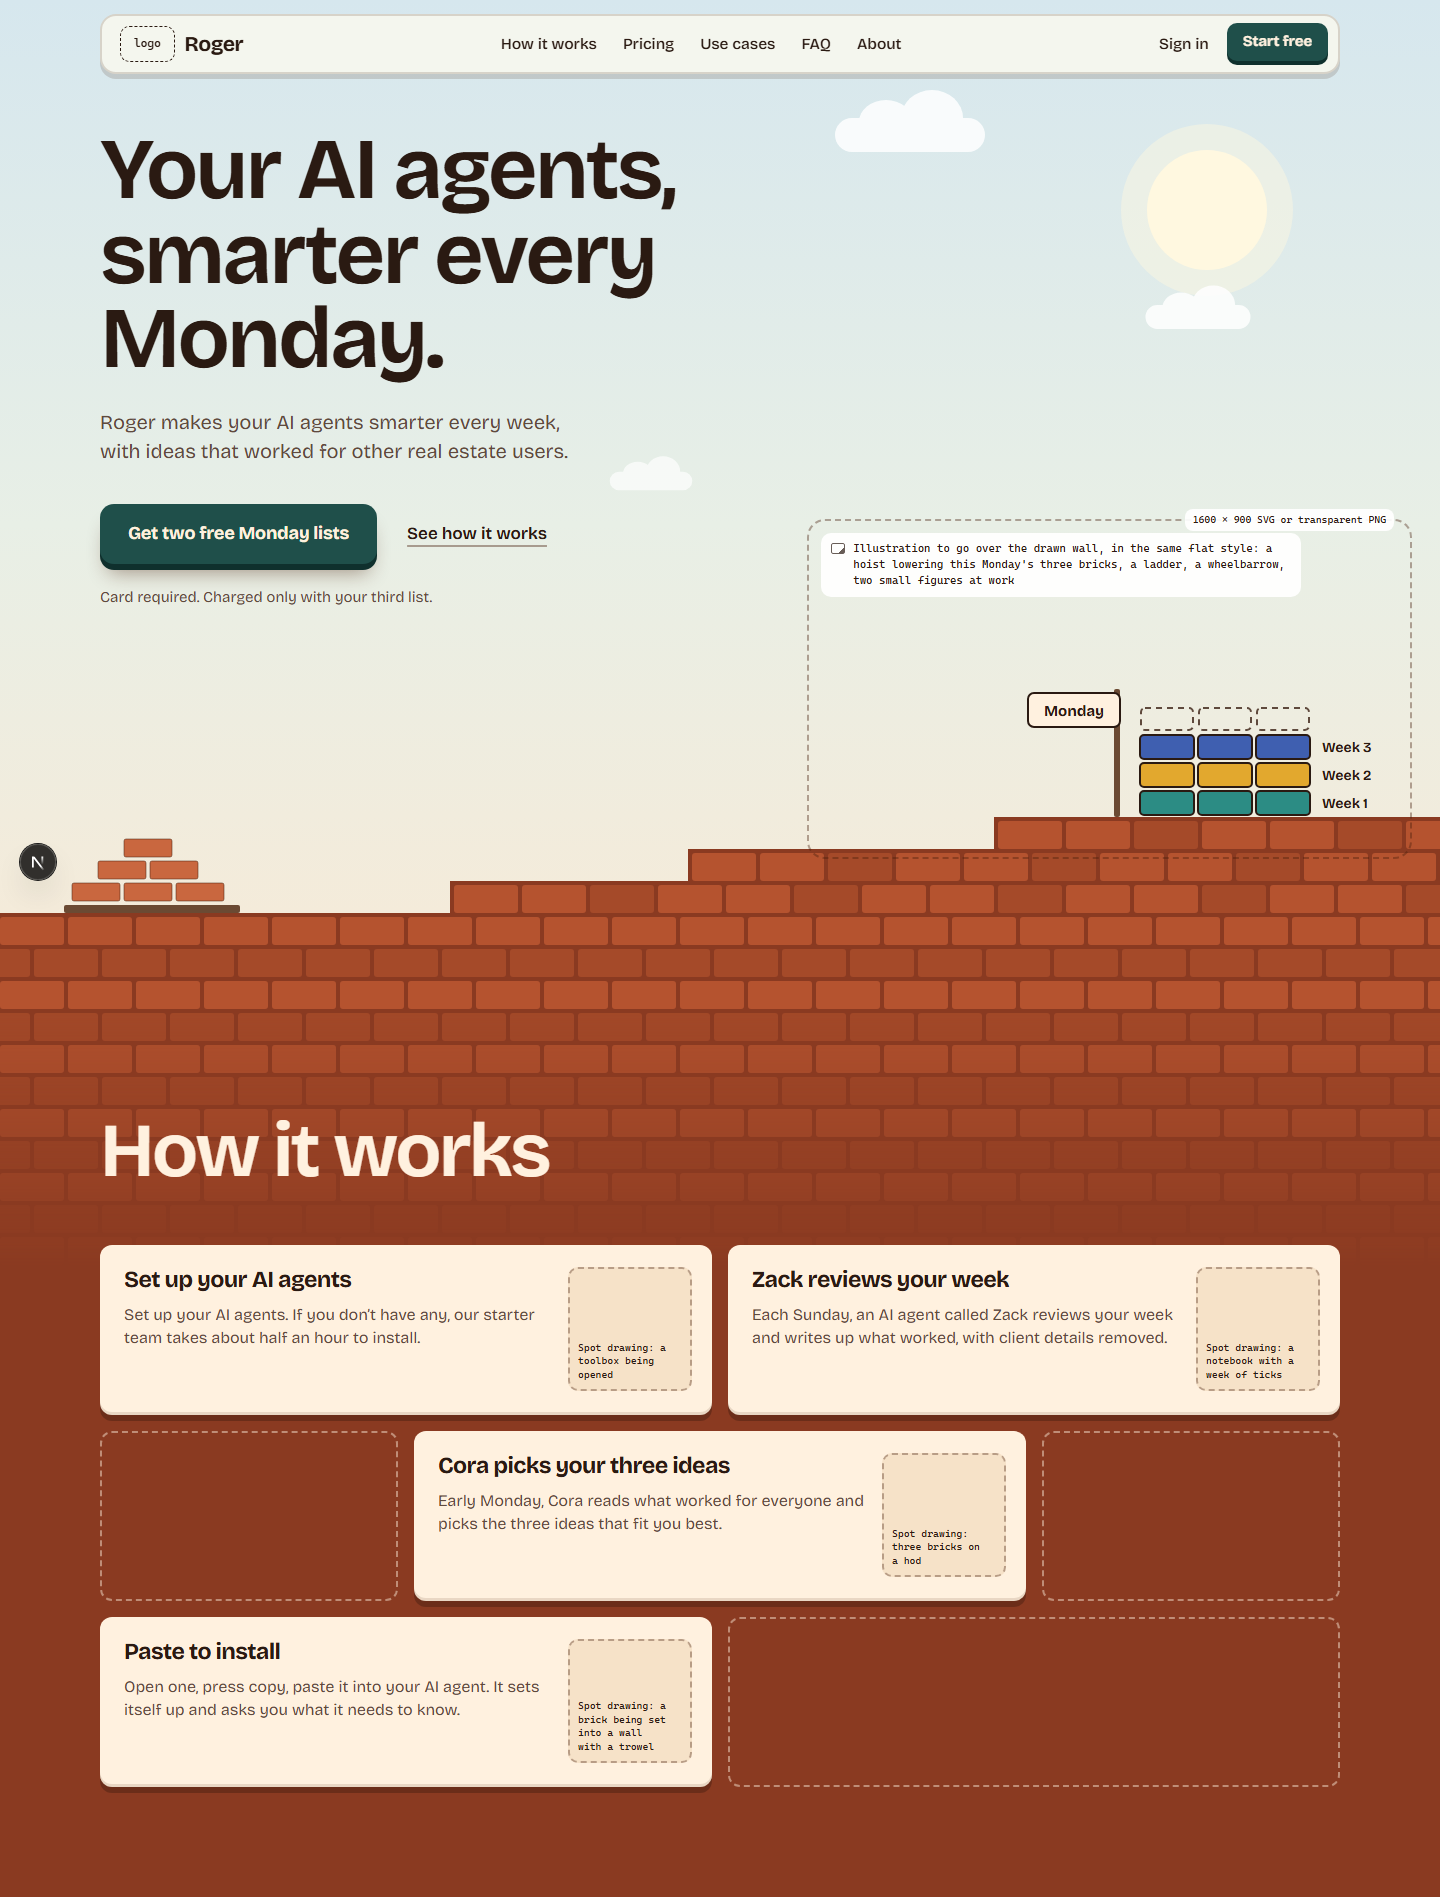 logo
Roger
How it works
Pricing
Use cases
FAQ
About
Sign in
Start free
Your AI agents,
smarter every
Monday.
Roger makes your AI agents smarter every week,
with ideas that worked for other real estate users.
Get two free Monday lists
See how it works
Card required. Charged only with your third list.
1600 × 900 SVG or transparent PNG
Illustration to go over the drawn wall, in the same flat style: a
hoist lowering this Monday's three bricks, a ladder, a wheelbarrow,
two small figures at work
Monday
Week 3
Week 2
Week 1
N
How it works
Set up your AI agents
Set up your AI agents. If you don't have any, our starter
team takes about half an hour to install.
Spot drawing: a
toolbox being
opened
Zack reviews your week
Each Sunday, an AI agent called Zack reviews your week
and writes up what worked, with client details removed.
Spot drawing: a
notebook with a
week of ticks
Cora picks your three ideas
Early Monday, Cora reads what worked for everyone and
picks the three ideas that fit you best.
Spot drawing:
three bricks on
a hod
Paste to install
Open one, press copy, paste it into your AI agent. It sets
itself up and asks you what it needs to know.
Spot drawing: a
brick being set
into a wall
with a trowel